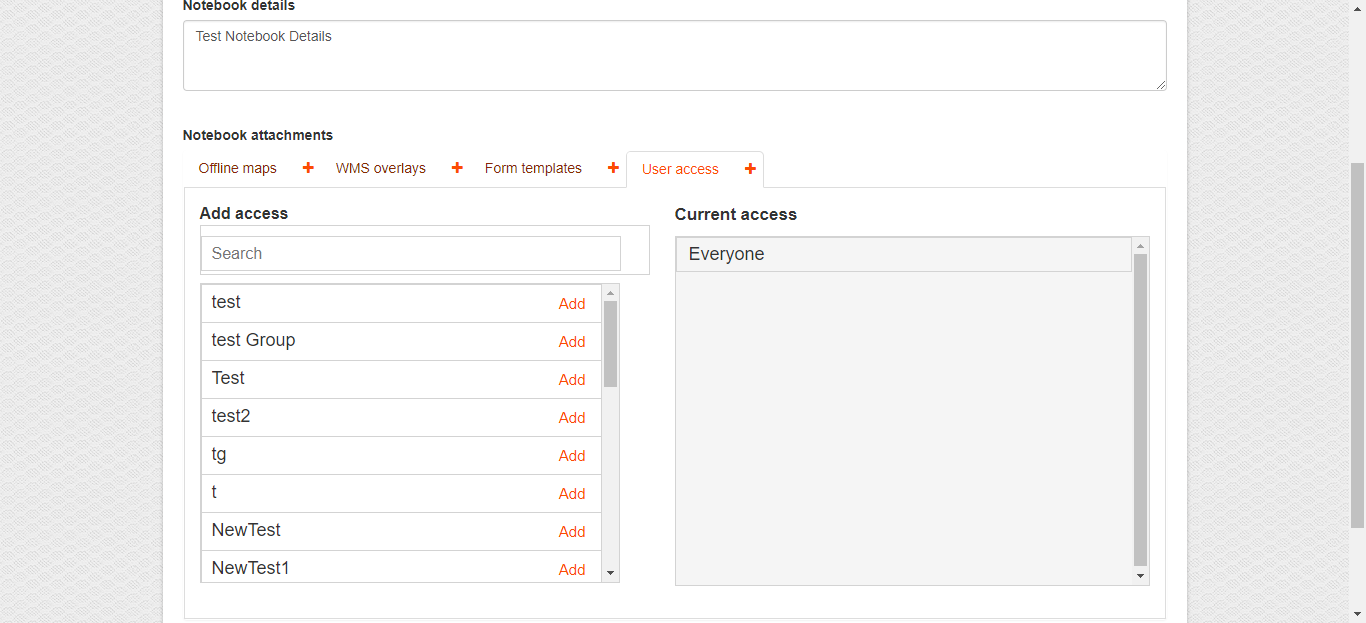 Notebook details
Test Notebook Details
Notebook attachments
Offline maps + WMS overlays + Form templates + User access +
Add access
Search
test Add
test Group Add
Test Add
test2 Add
tg Add
t Add
NewTest Add
NewTest1 Add
Current access
Everyone